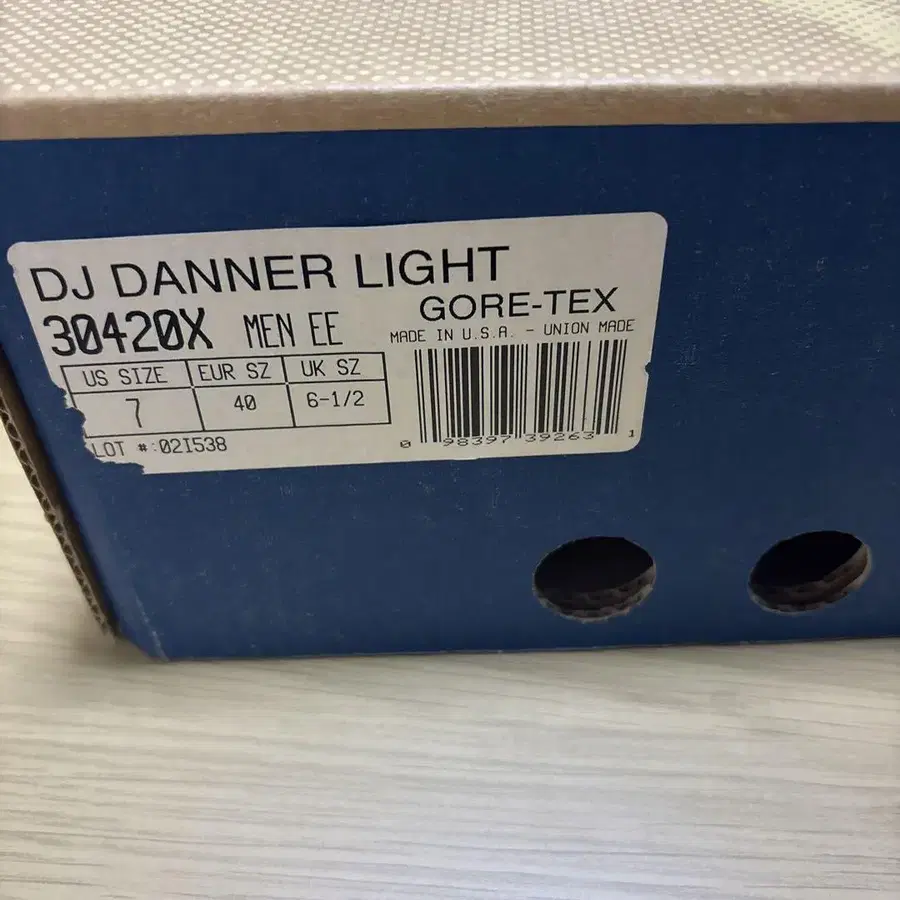 DJ DANNER LIGHT
GORE-TEX
30420X MEN EE
MADE IN U.S.A. - UNION MADE
US SIZE EUR SZ UK SZ
7 40 6-1/2
LOT #:02I538
0 98397 39263 1